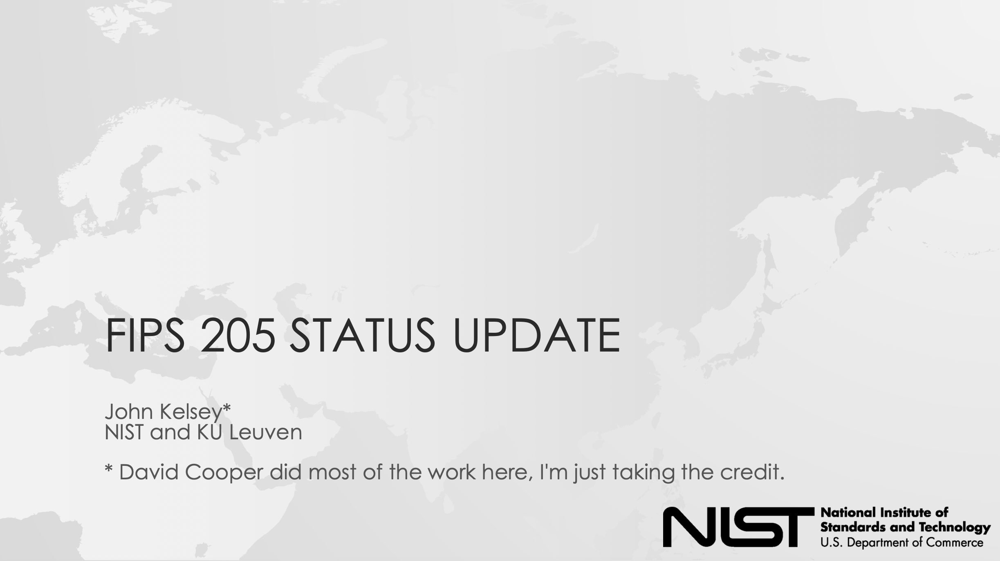 FIPS 205 STATUS UPDATE
John Kelsey*
NIST and KU Leuven
* David Cooper did most of the work here, I'm just taking the credit.
NIST
National Institute of
Standards and Technology
U.S. Department of Commerce